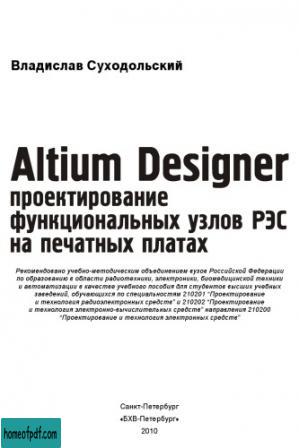 Владислав Суходольский
Altium Designer
проектирование
функциональных узлов РЭС
на печатных платах
Рекомендовано учебно-методическим объединением вузов Российской Федерации
по образованию в области радиотехники, электроники, биомедицинской техники
и автоматизации в качестве учебного пособия для студентов высших учебных
заведений, обучающихся по специальностям 210201 "Проектирование
и технология радиоэлектронных средств" и 210202 "Проектирование
и технология электронно-вычислительных средств" направления 210200
"Проектирование и технология электронных средств"
Санкт-Петербург
«БХВ-Петербург»
2010
homeofpdf.com